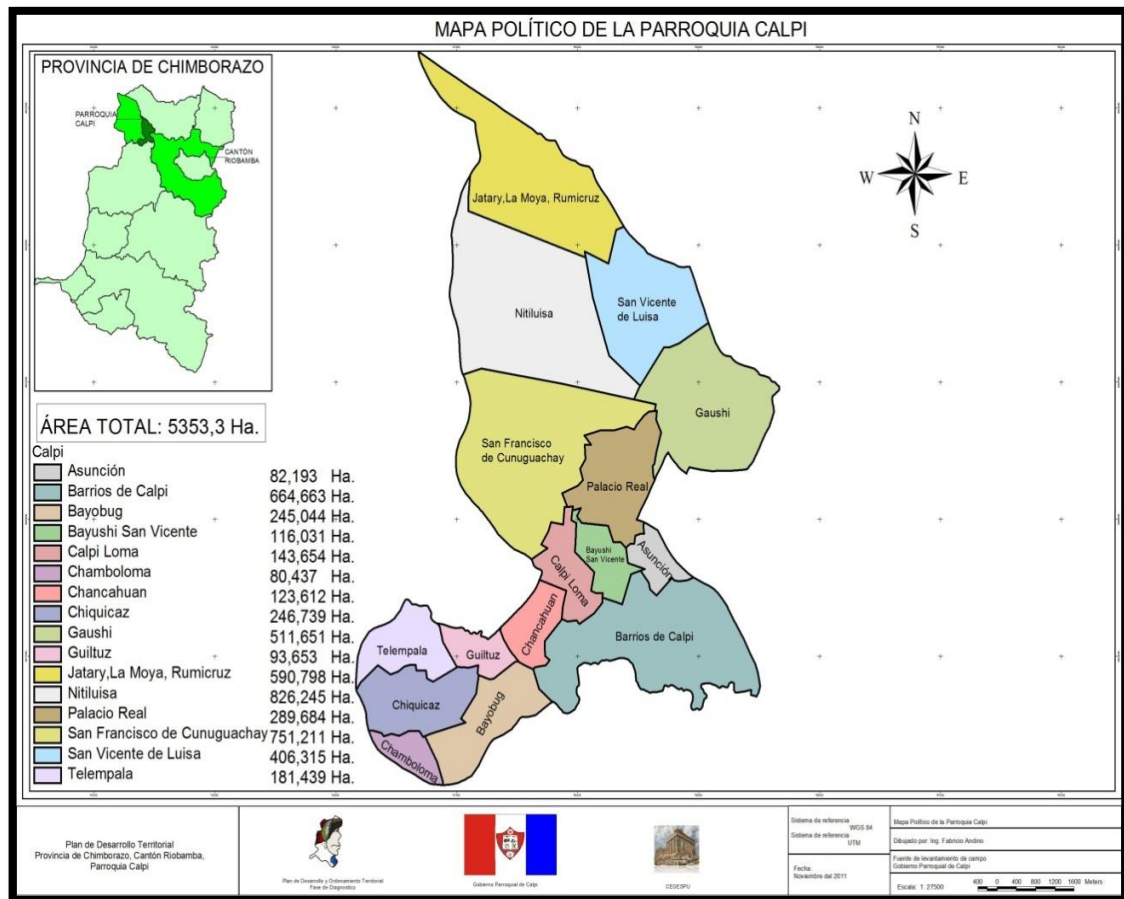 MAPA POLÍTICO DE LA PARROQUIA CALPI
PROVINCIA DE CHIMBORAZO
PARROQUIA
CALPI
CANTÓN
RIOBAMBA
N
W
E
S
Jatary,La Moya, Rumicruz
Nitiluisa
San Vicente
de Luisa
Gaushi
San Francisco
de Cunuguachay
Palacio Real
Bayushi
San Vicente
Asunción
Calpi Loma
Chancahuan
Barrios de Calpi
Telempala
Guiltuz
Chiquicaz
Bayobug
Chamboloma
ÁREA TOTAL: 5353,3 Ha.
Calpi
Asunción 82,193 Ha.
Barrios de Calpi 664,663 Ha.
Bayobug 245,044 Ha.
Bayushi San Vicente 116,031 Ha.
Calpi Loma 143,654 Ha.
Chamboloma 80,437 Ha.
Chancahuan 123,612 Ha.
Chiquicaz 246,739 Ha.
Gaushi 511,651 Ha.
Guiltuz 93,653 Ha.
Jatary,La Moya, Rumicruz 590,798 Ha.
Nitiluisa 826,245 Ha.
Palacio Real 289,684 Ha.
San Francisco de Cunuguachay 751,211 Ha.
San Vicente de Luisa 406,315 Ha.
Telempala 181,439 Ha.
Plan de Desarrollo Territorial
Provincia de Chimborazo, Cantón Riobamba,
Parroquia Calpi
Plan de Desarrollo y Ordenamiento Territorial
Fase de Diagnostico
Gobierno Parroquial de Calpi
CEGESPU
Sistema de referencia
WGS 84
Sistema de referencia
UTM
Fecha:
Noviembre del 2011
Mapa Político de la Parroquia Calpi
Dibujado por: Ing. Fabricio Andino
Fuente de levantamiento de campo
Gobierno Parroquial de Calpi
Escala: 1: 27500
400 0 400 800 1200 1600 Meters